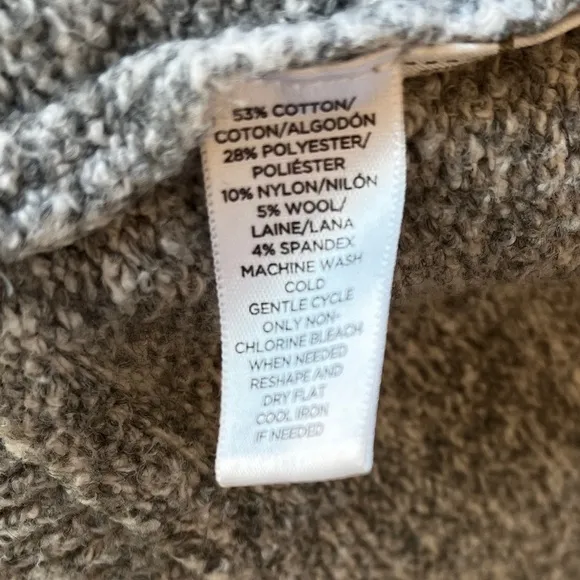 53% COTTON/
COTON/ALGODÓN
28% POLYESTER/
POLIÉSTER
10% NYLON/NILÓN
5% WOOL/
LAINE/LANA
4% SPANDEX
MACHINE WASH
COLD
GENTLE CYCLE
ONLY NON-
CHLORINE BLEACH
WHEN NEEDED
RESHAPE AND
DRY FLAT
COOL IRON
IF NEEDED